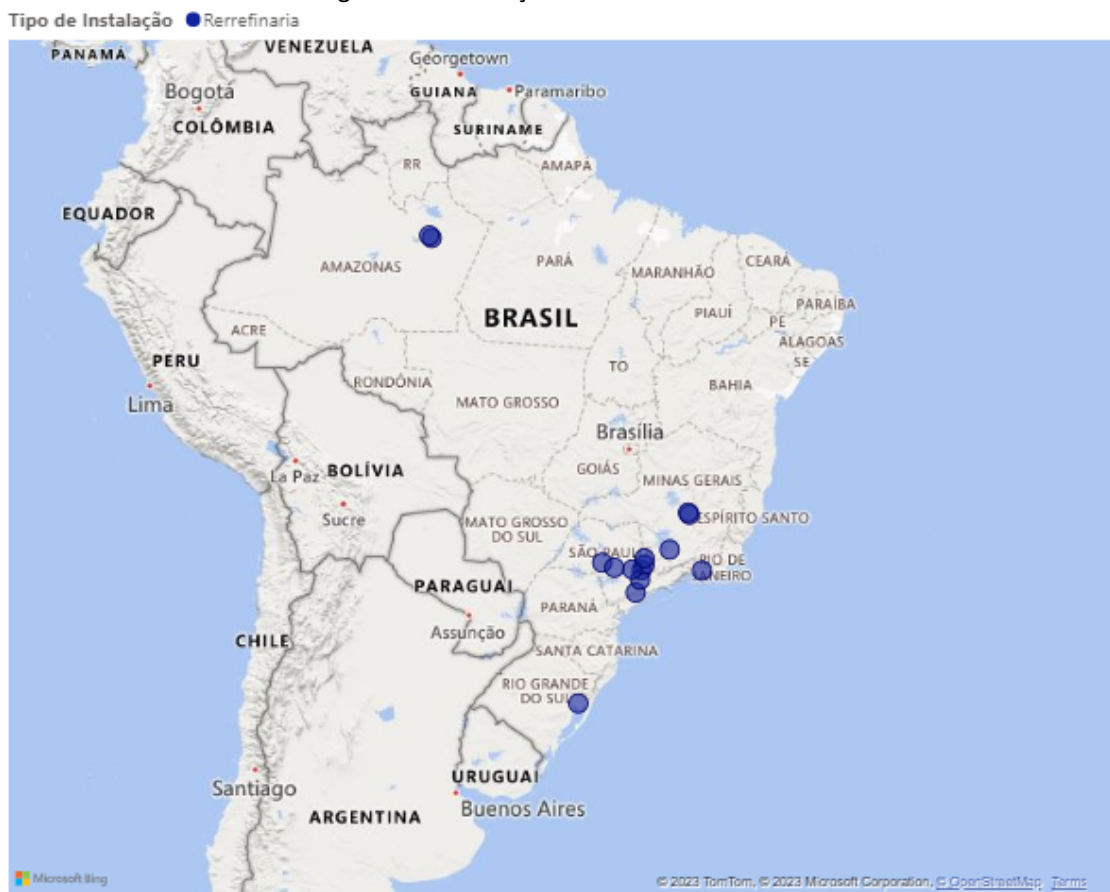 Tipo de Instalação Rerrefinaria
PANAMÁ
VENEZUELA
Georgetown
Bogotá
GUIANA
Paramaribo
COLÔMBIA
SURINAME
RR
AMAPÁ
EQUADOR
AMAZONAS
PARÁ
MARANHÃO
CEARÁ
BRASIL
PIAUÍ
PARAÍBA
PE
ACRE
ALAGOAS
SE
PERU
TO
RONDÔNIA
BAHIA
Lima
MATO GROSSO
Brasília
La Paz
BOLÍVIA
GOIÁS
MINAS GERAIS
Sucre
MATO GROSSO
DO SUL
ESPÍRITO SANTO
SÃO PAULO
RIO DE
JANEIRO
PARAGUAI
PARANÁ
Assunção
CHILE
SANTA CATARINA
RIO GRANDE
DO SUL
URUGUAI
Santiago
Buenos Aires
ARGENTINA
Microsoft Bing
© 2023 TomTom, © 2023 Microsoft Corporation, © OpenStreetMap Terms